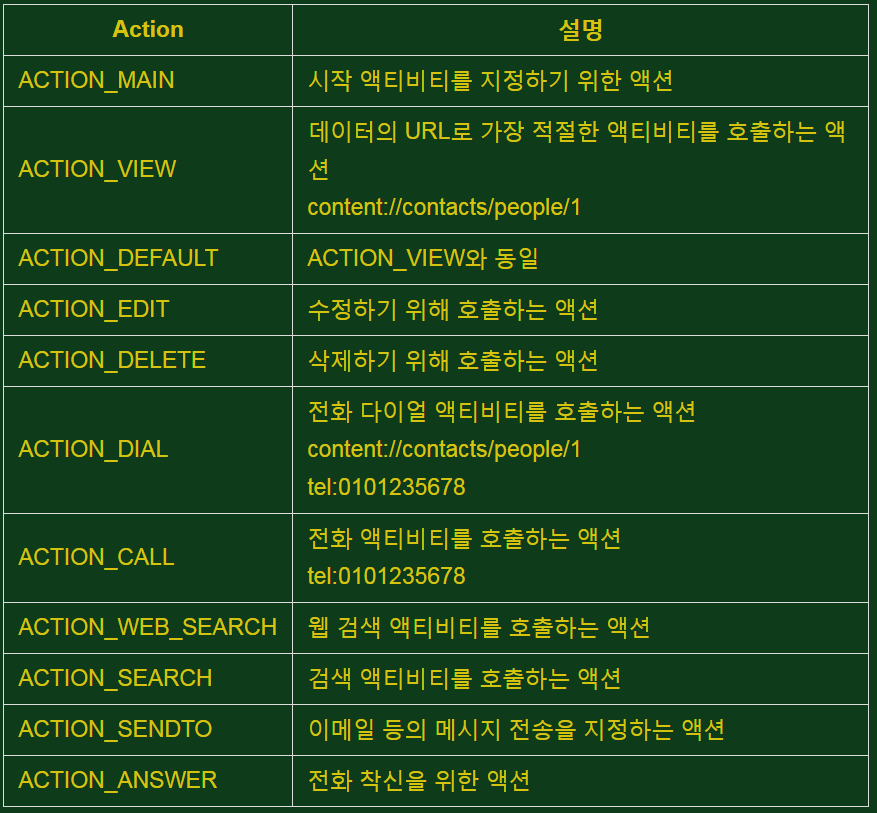 Action 설명
ACTION_MAIN 시작 액티비티를 지정하기 위한 액션
ACTION_VIEW 데이터의 URL로 가장 적절한 액티비티를 호출하는 액
션
content://contacts/people/1
ACTION_DEFAULT ACTION_VIEW와 동일
ACTION_EDIT 수정하기 위해 호출하는 액션
ACTION_DELETE 삭제하기 위해 호출하는 액션
ACTION_DIAL 전화 다이얼 액티비티를 호출하는 액션
content://contacts/people/1
tel:0101235678
ACTION_CALL 전화 액티비티를 호출하는 액션
tel:0101235678
ACTION_WEB_SEARCH 웹 검색 액티비티를 호출하는 액션
ACTION_SEARCH 검색 액티비티를 호출하는 액션
ACTION_SENDTO 이메일 등의 메시지 전송을 지정하는 액션
ACTION_ANSWER 전화 착신을 위한 액션